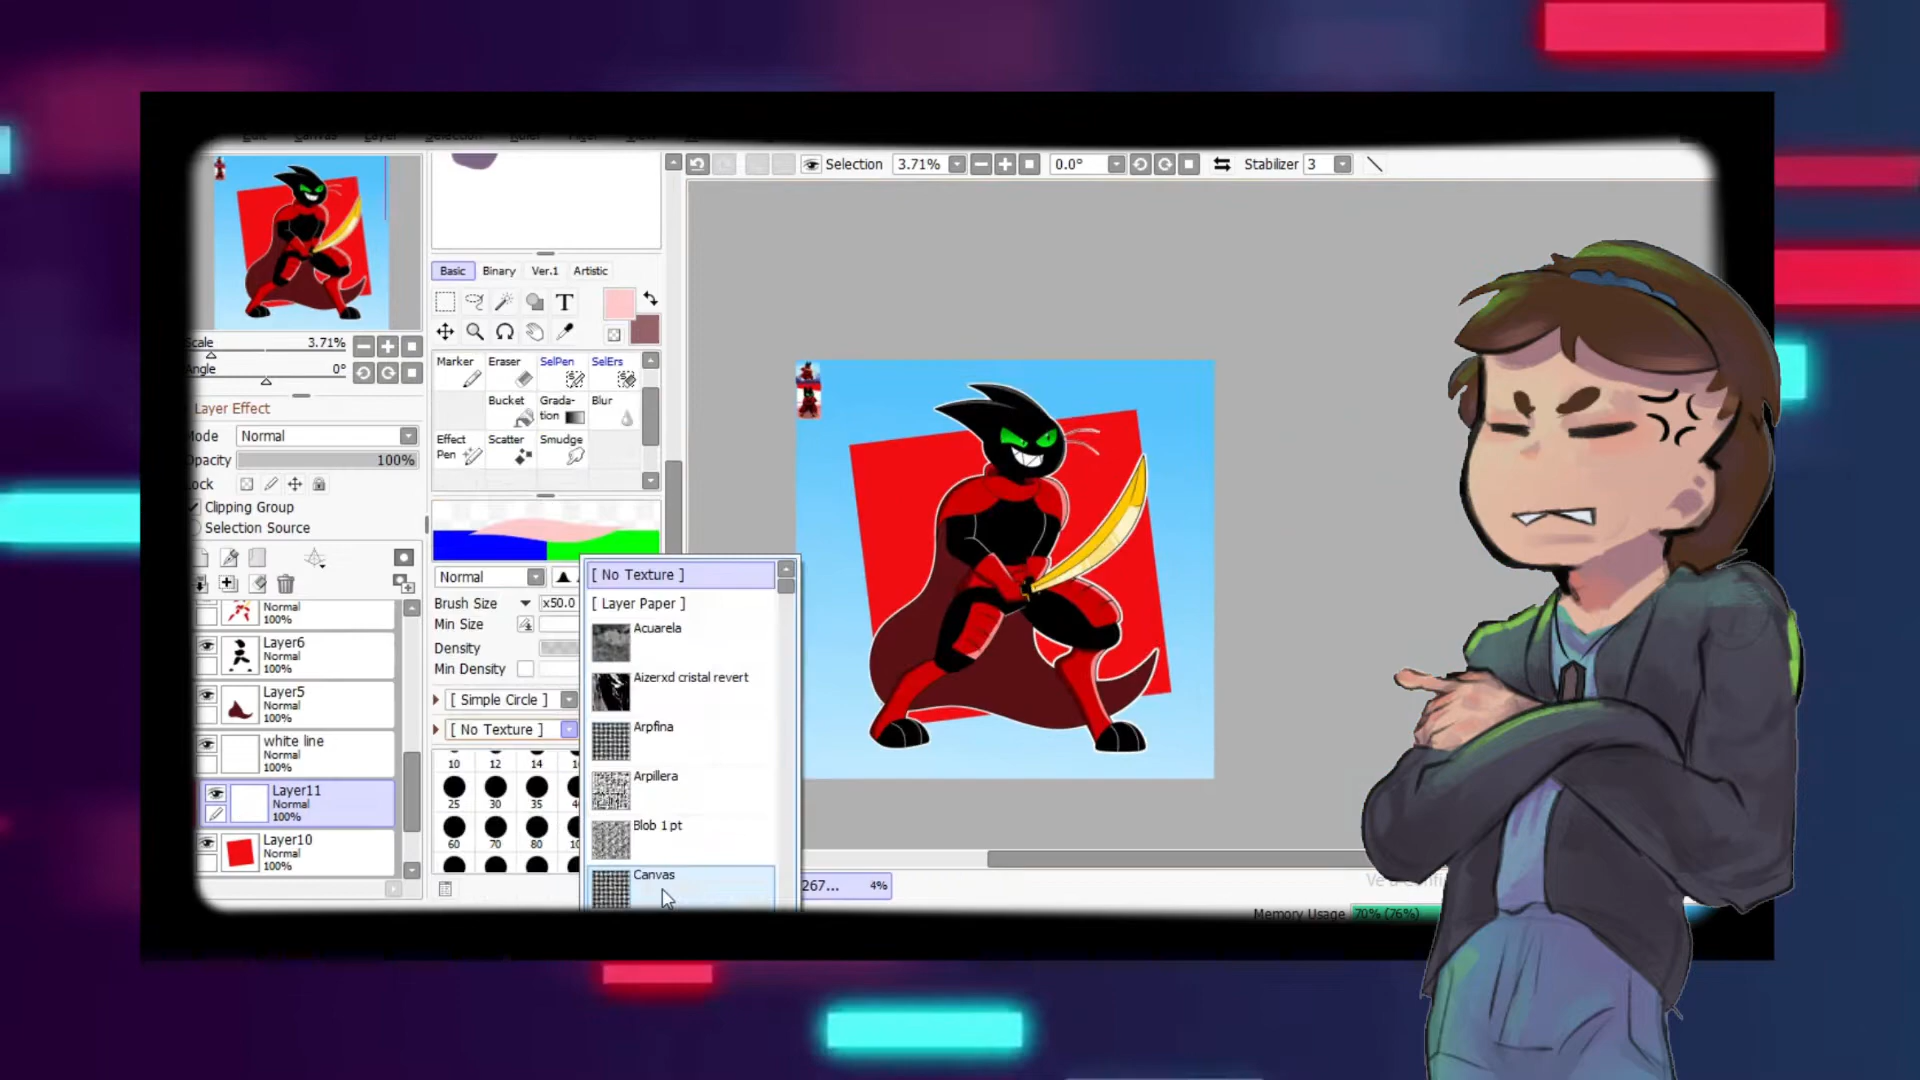 Selection
3.71%
0.0°
Stabilizer
3
Basic
Binary
Ver.1
Artistic
T
Scale
3.71%
Angle
0°
Marker
Eraser
SelPen
SelErs
Bucket
Grada-
tion
Blur
Effect
Pen
Scatter
Smudge
Layer Effect
Mode
Normal
Opacity
100%
Lock
Clipping Group
Selection Source
Normal
100%
Layer6
Normal
100%
Layer5
Normal
100%
white line
Normal
100%
Layer11
Normal
100%
Layer10
Normal
100%
Normal
Brush Size
x50.0
Min Size
Density
Min Density
[ Simple Circle ]
[ No Texture ]
10
12
14
25
30
35
60
70
80
[ No Texture ]
[ Layer Paper ]
Acuarela
Aizerxd cristal revert
Arpfina
Arpillera
Blob 1 pt
Canvas
267...
4%
Memory Usage
70% (76%)